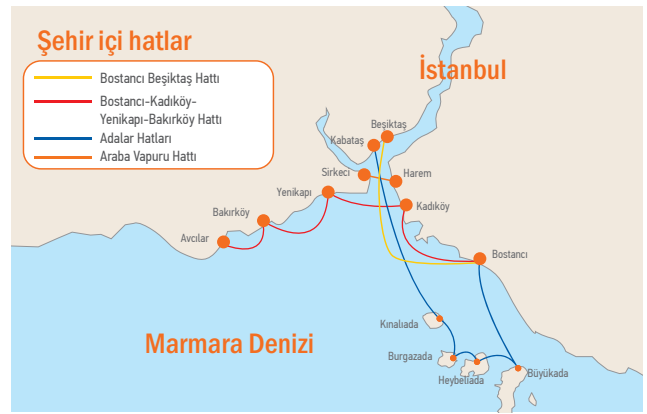 Şehir içi hatlar
Bostancı Beşiktaş Hattı
Bostancı-Kadıköy-
Yenikapı-Bakırköy Hattı
Adalar Hatları
Araba Vapuru Hattı
İstanbul
Beşiktaş
Kabataş
Sirkeci
Harem
Yenikapı
Kadıköy
Bakırköy
Avcılar
Bostancı
Kınalıada
Marmara Denizi
Burgazada
Heybeliada
Büyükada